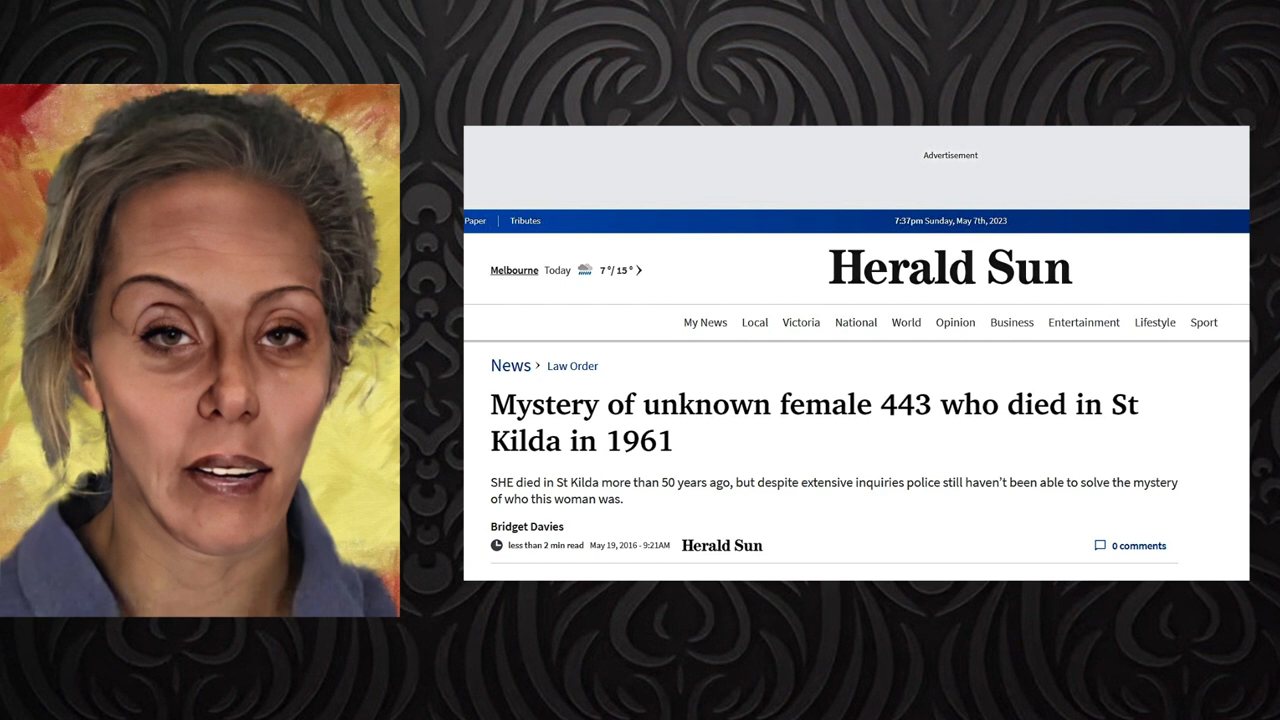 Advertisement
Paper | Tributes
7:37pm Sunday, May 7th, 2023
Melbourne Today 7°/ 15° ›
Herald Sun
My News Local Victoria National World Opinion Business Entertainment Lifestyle Sport
News › Law Order
Mystery of unknown female 443 who died in St
Kilda in 1961
SHE died in St Kilda more than 50 years ago, but despite extensive inquiries police still haven't been able to solve the mystery
of who this woman was.
Bridget Davies
less than 2 min read May 19, 2016 - 9:21AM Herald Sun
0 comments